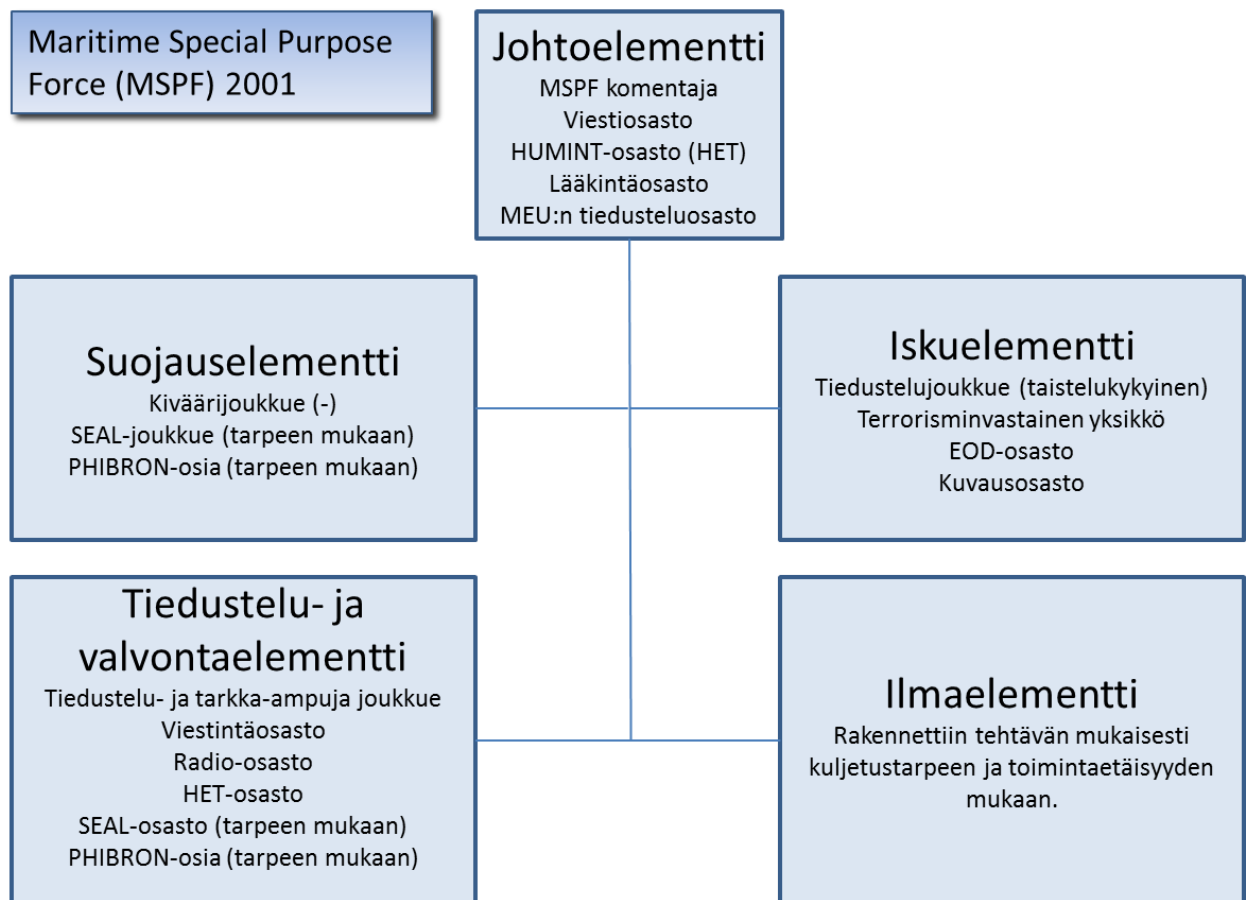 Maritime Special Purpose
Force (MSPF) 2001
Johtoelementti
MSPF komentaja
Viestiosasto
HUMINT-osasto (HET)
Lääkintäosasto
MEU:n tiedusteluosasto
Suojauselementti
Kiväärijoukkue (-)
SEAL-joukkue (tarpeen mukaan)
PHIBRON-osia (tarpeen mukaan)
Iskuelementti
Tiedustelujoukkue (taistelukykyinen)
Terrorisminvastainen yksikkö
EOD-osasto
Kuvausosasto
Tiedustelu- ja
valvontaelementti
Tiedustelu- ja tarkka-ampuja joukkue
Viestintäosasto
Radio-osasto
HET-osasto
SEAL-osasto (tarpeen mukaan)
PHIBRON-osia (tarpeen mukaan)
Ilmaelementti
Rakennettiin tehtävän mukaisesti
kuljetustarpeen ja toimintaetäisyyden
mukaan.